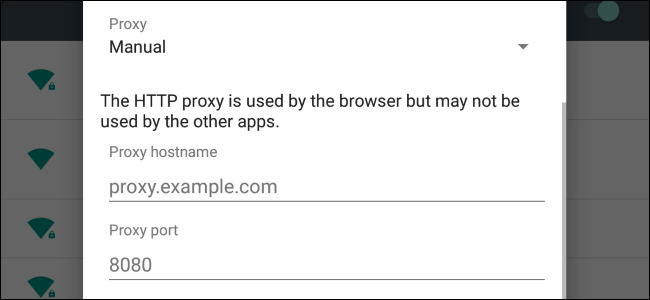 Proxy
Manual
The HTTP proxy is used by the browser but may not be
used by the other apps.
Proxy hostname
proxy.example.com
Proxy port
8080